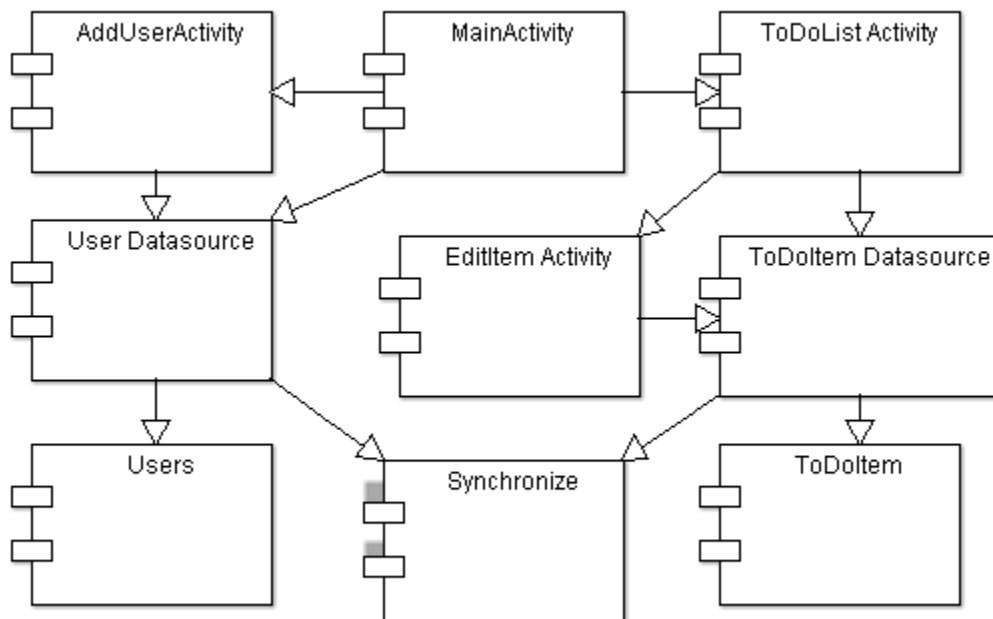 AddUserActivity
MainActivity
ToDoList Activity
User Datasource
EditItem Activity
ToDoItem Datasource
Users
Synchronize
ToDoItem